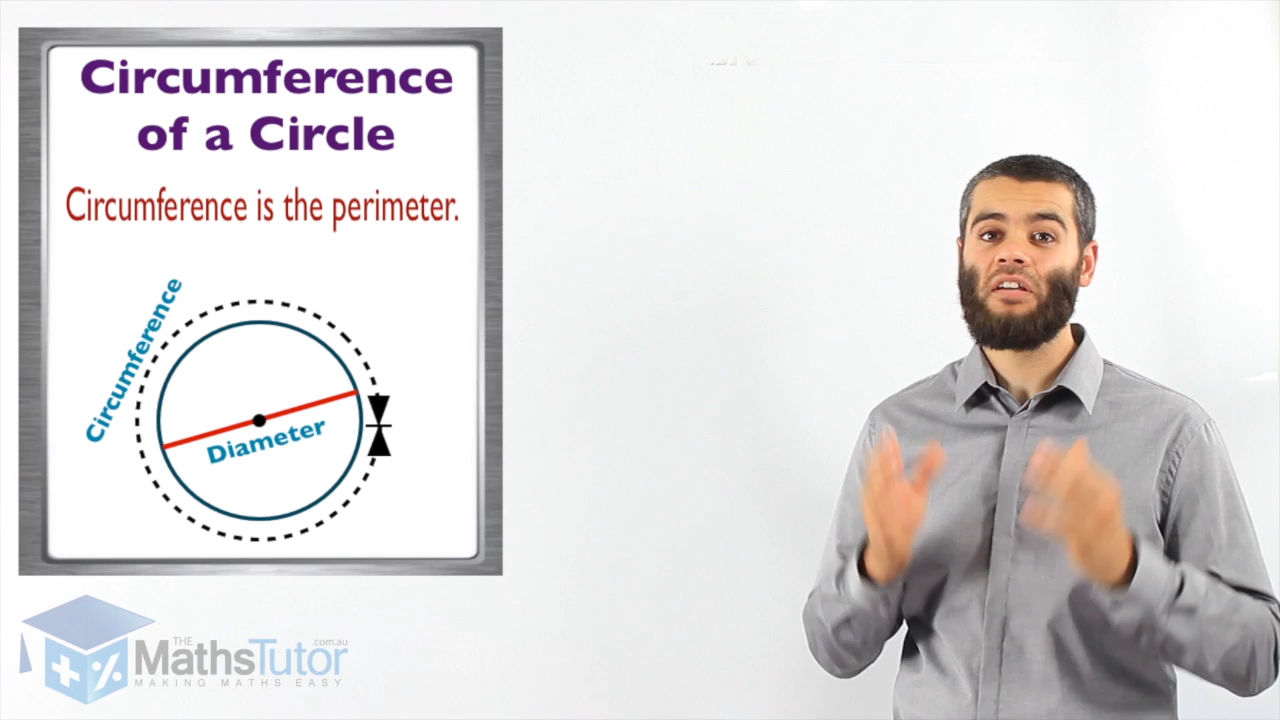 Circumference
of a Circle
Circumference is the perimeter.
Circumference
Diameter
THE
MathsTutor
.com.au
MAKING MATHS EASY